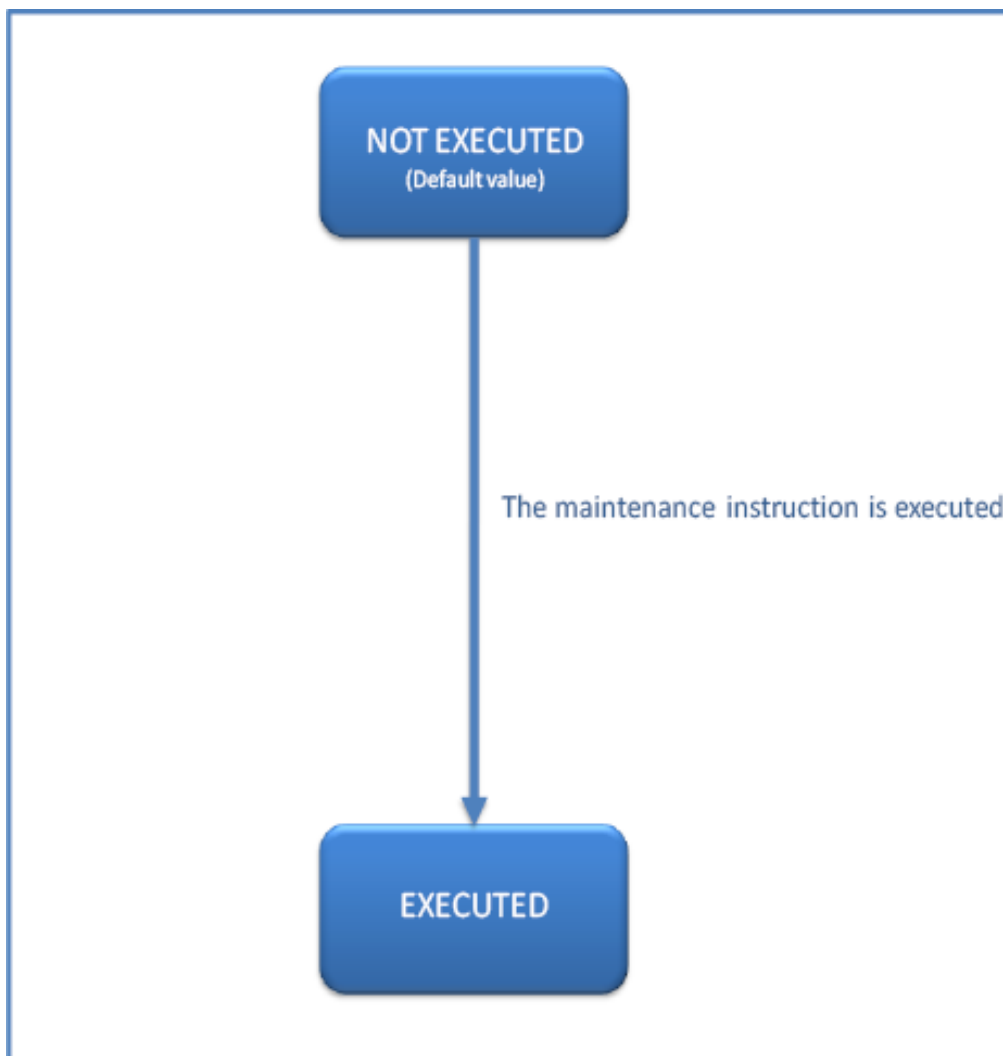 NOT EXECUTED
(Default value)
The maintenance instruction is executed
EXECUTED